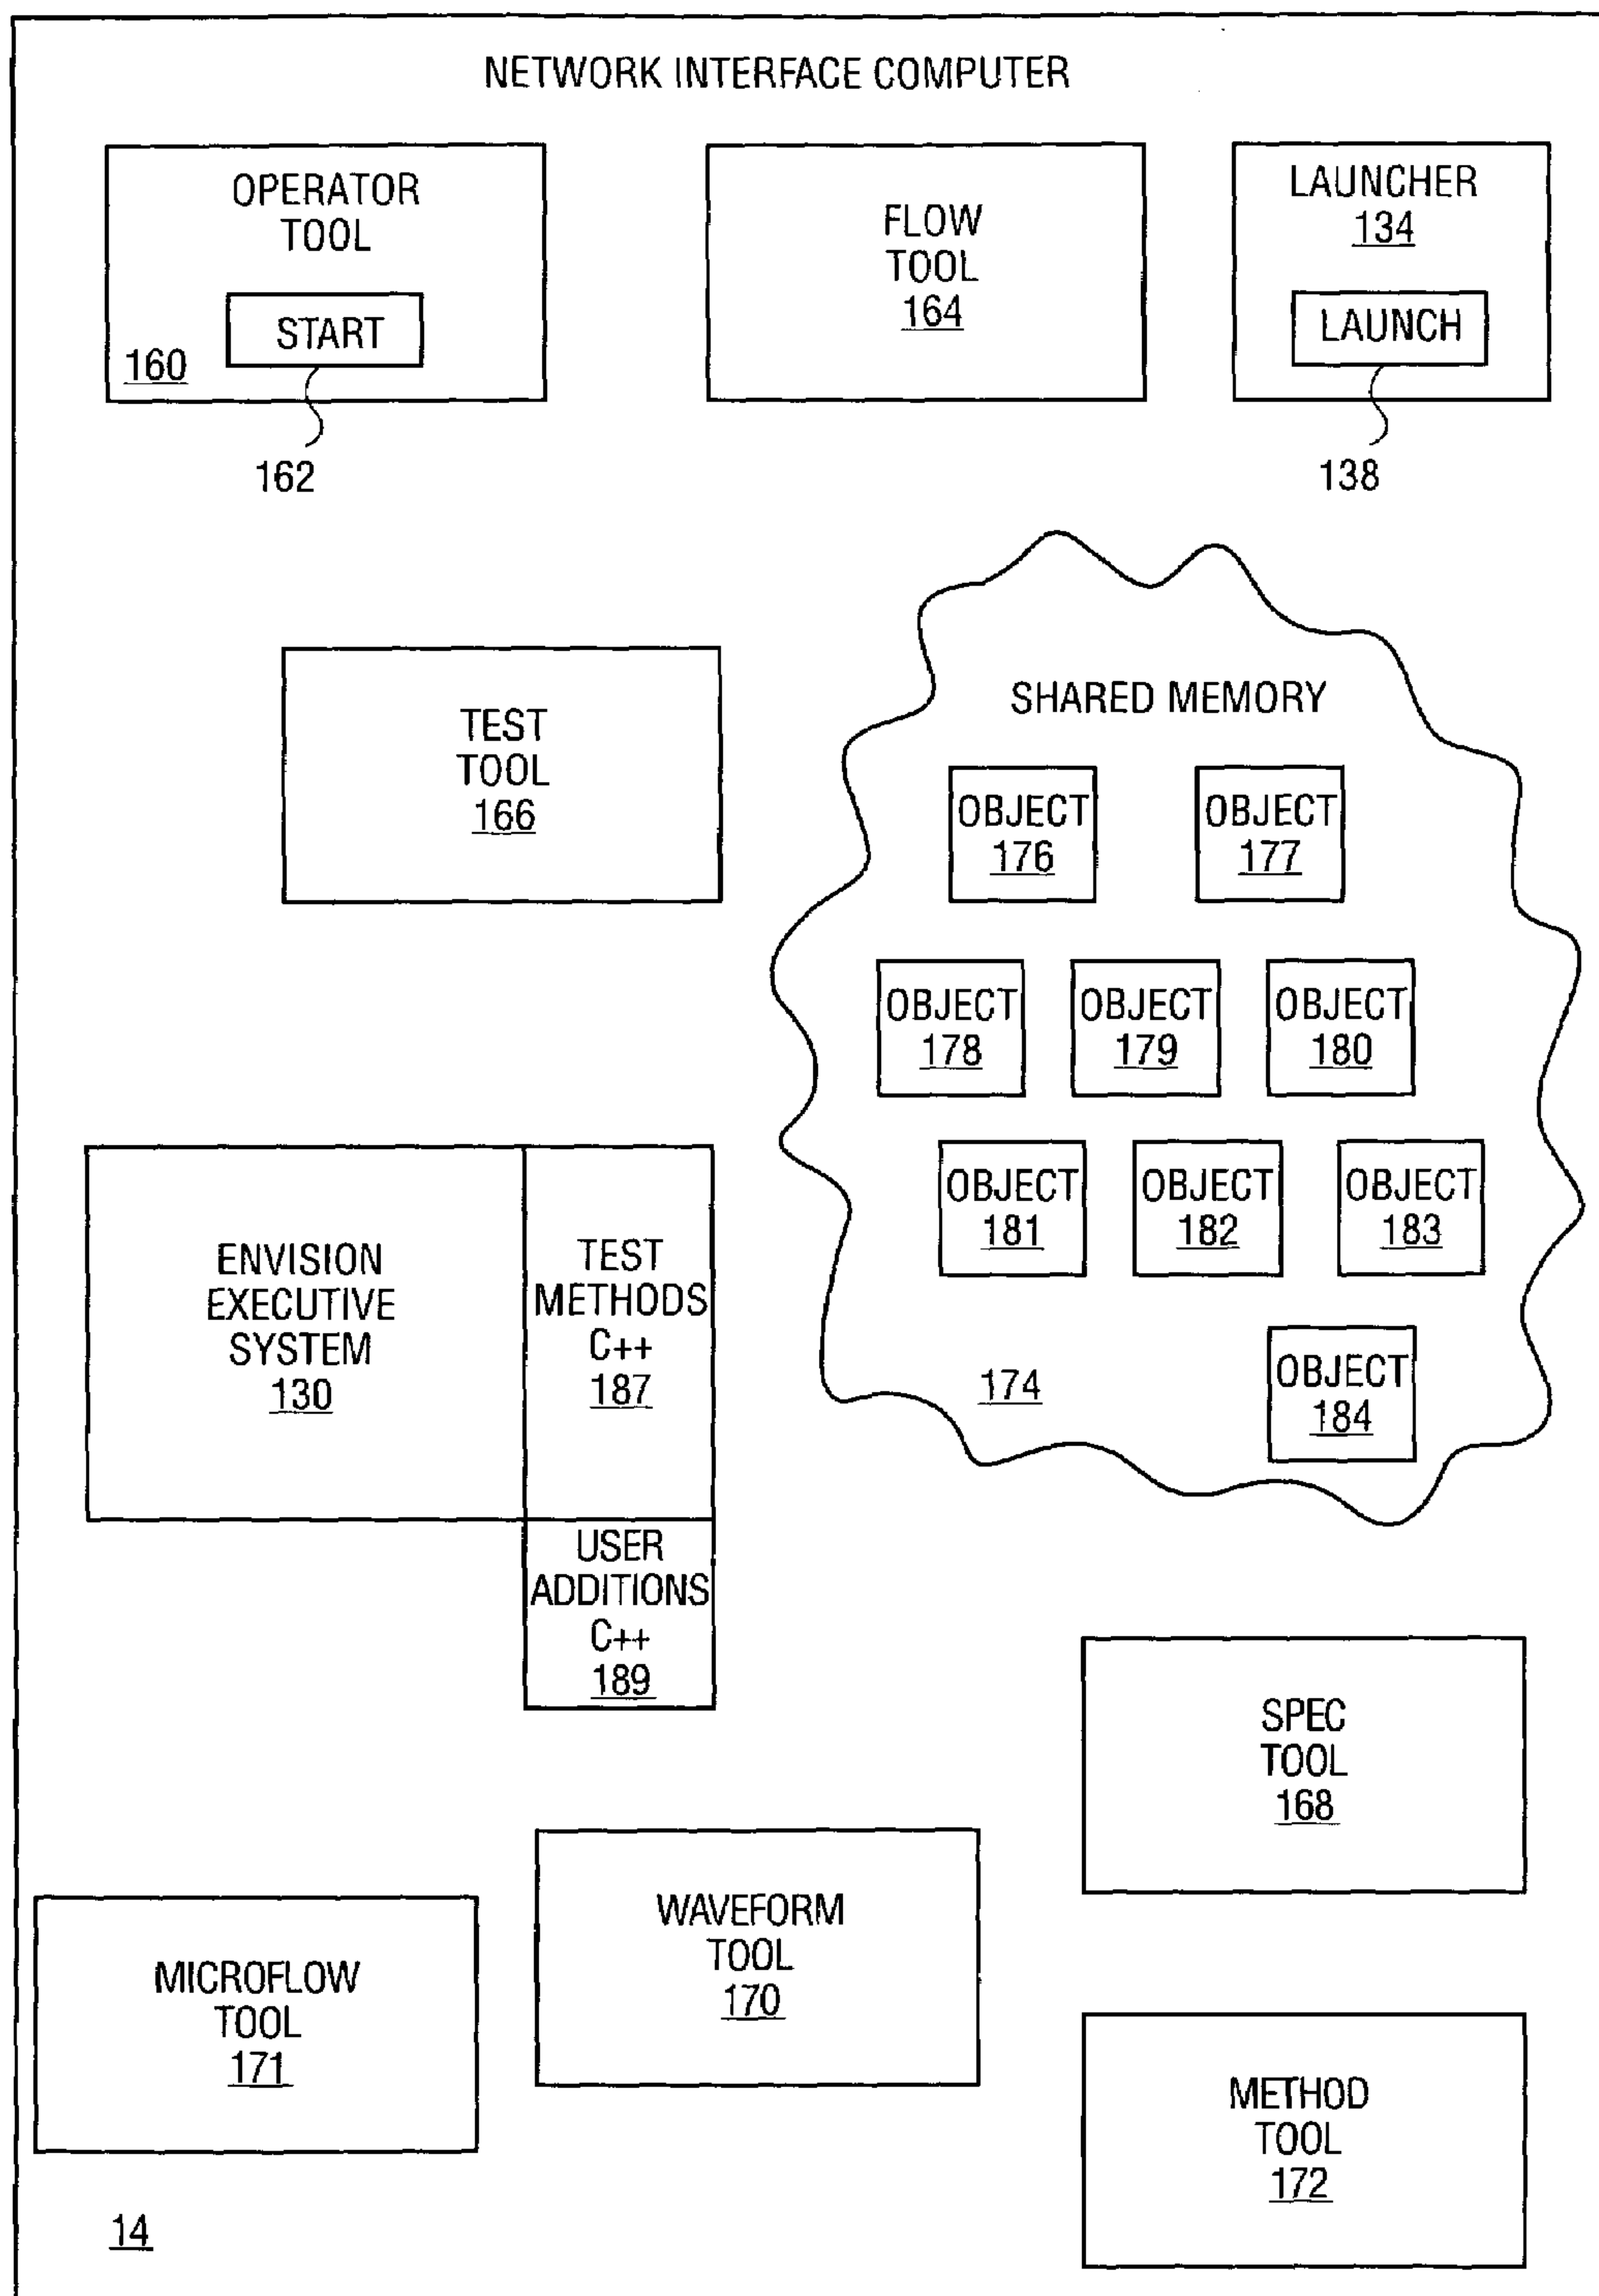 NETWORK INTERFACE COMPUTER
OPERATOR
TOOL
START
160
162
FLOW
TOOL
164
LAUNCHER
134
LAUNCH
138
TEST
TOOL
166
SHARED MEMORY
OBJECT
176
OBJECT
177
OBJECT
178
OBJECT
179
OBJECT
180
OBJECT
181
OBJECT
182
OBJECT
183
OBJECT
184
174
ENVISION
EXECUTIVE
SYSTEM
130
TEST
METHODS
C++
187
USER
ADDITIONS
C++
189
SPEC
TOOL
168
WAVEFORM
TOOL
170
MICROFLOW
TOOL
171
METHOD
TOOL
172
14